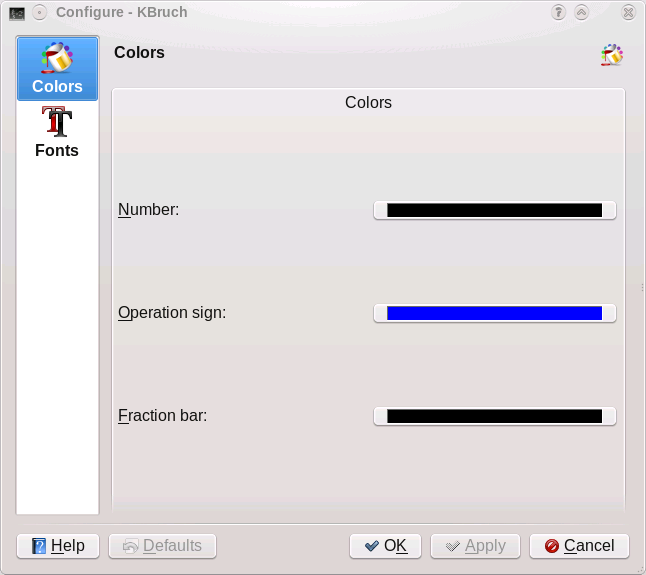 Configure - KBruch
Colors
Fonts
Colors
Colors
Number:
Operation sign:
Fraction bar:
Help
Defaults
OK
Apply
Cancel